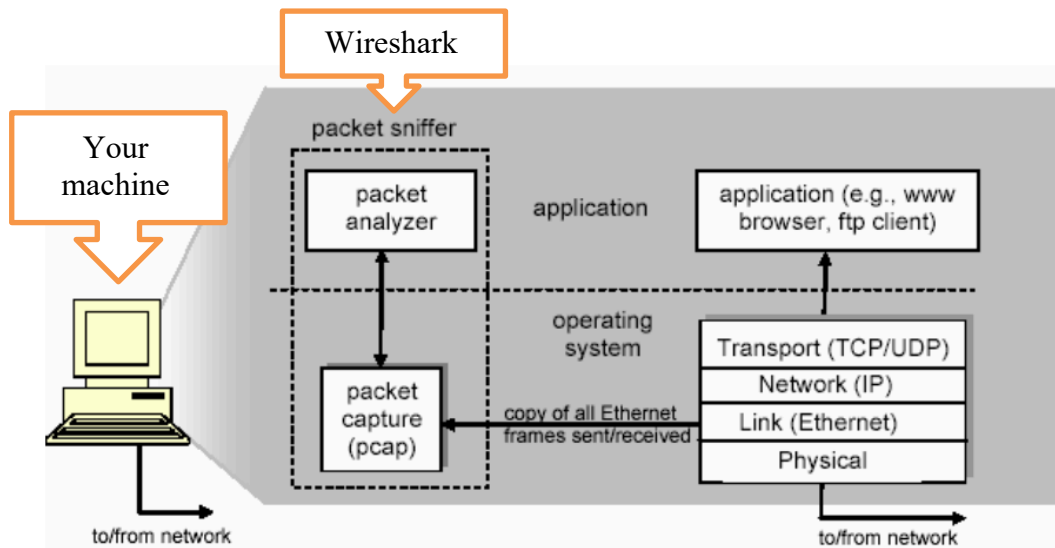 Wireshark
Your
machine
packet sniffer
packet
analyzer
application
application (e.g., www
browser, ftp client)
operating
system
packet
capture
(pcap)
copy of all Ethernet
frames sent/received
Transport (TCP/UDP)
Network (IP)
Link (Ethernet)
Physical
to/from network
to/from network